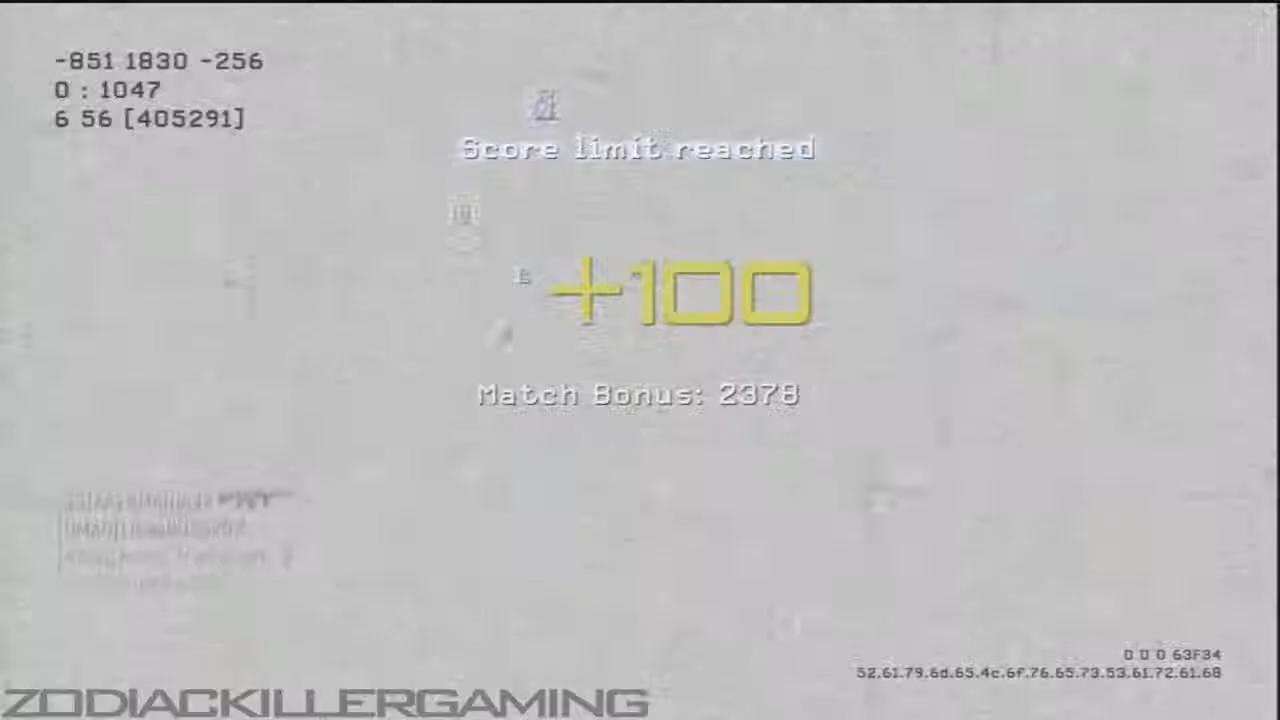 -851 1830 -256
0 : 1047
6 56 [405291]
Score limit reached
+100
Match Bonus: 2378
0 0 0 63F34
52.61.79.6d.65.4c.6f.76.65.73.53.61.72.61.68
ZODIACKILLERGAMING